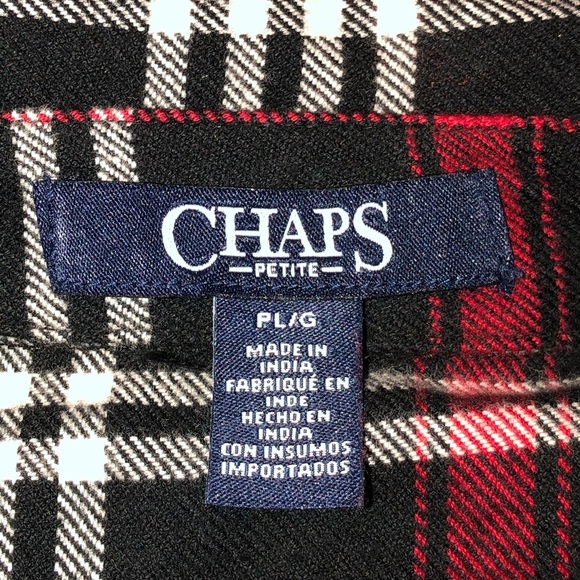 CHAPS
PETITE
PL/G
MADE IN
INDIA
FABRIQUÉ EN
INDE
HECHO EN
INDIA
CON INSUMOS
IMPORTADOS